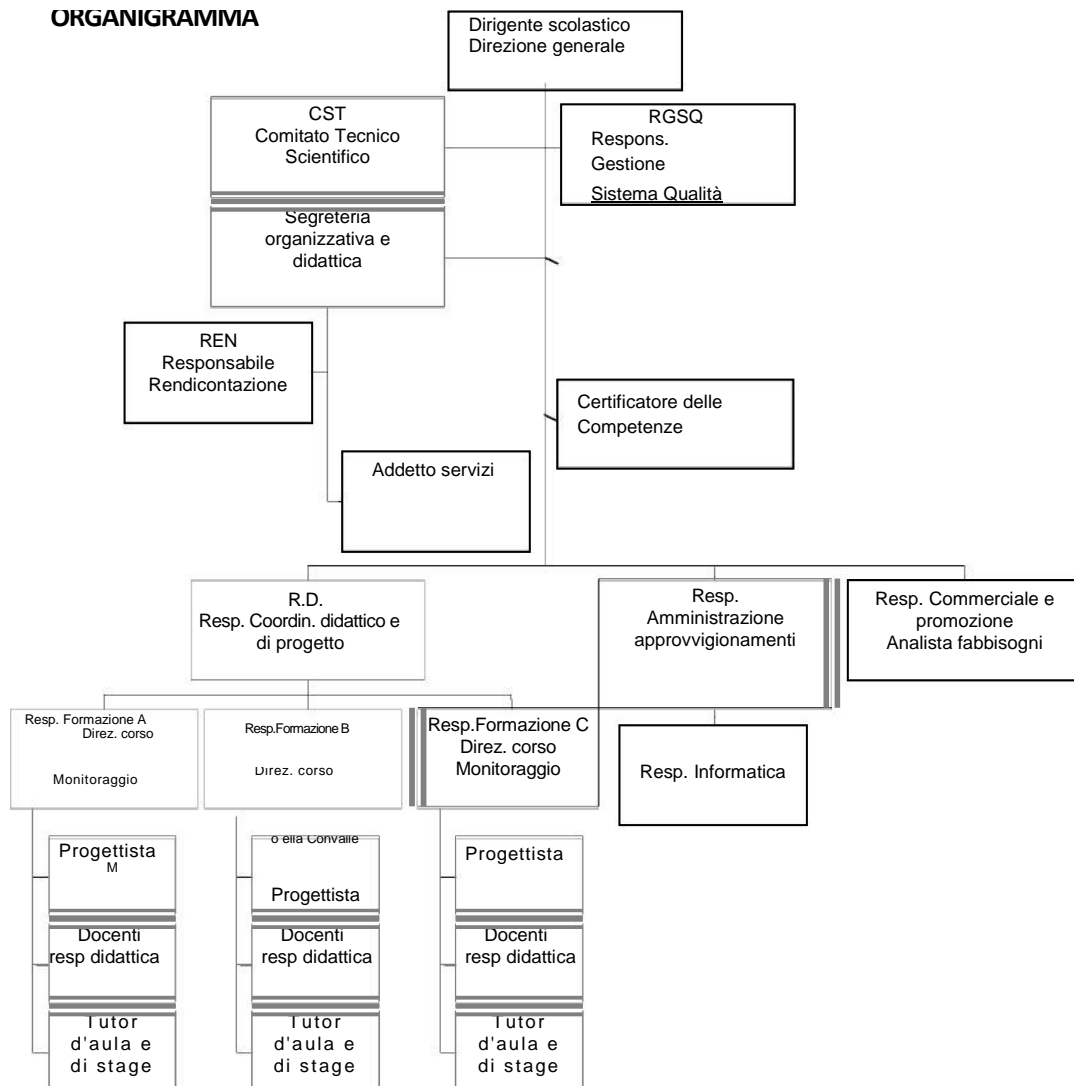 ORGANIGRAMMA
Dirigente scolastico
Direzione generale
CST
Comitato Tecnico
Scientifico
RGSQ
Respons.
Gestione
Sistema Qualità
Segreteria
organizzativa e
didattica
REN
Responsabile
Rendicontazione
Certificatore delle
Competenze
Addetto servizi
R.D.
Resp. Coordin. didattico e
di progetto
Resp.
Amministrazione
approvvigionamenti
Resp. Commerciale e
promozione
Analista fabbisogni
Resp. Formazione A
Direz. corso
Monitoraggio
Resp.Formazione B
Direz. corso
Resp.Formazione C
Direz. corso
Monitoraggio
Resp. Informatica
Progettista
M
Docenti
resp didattica
Tutor
d'aula e
di stage
o ella Convalle
Progettista
Docenti
resp didattica
Tutor
d'aula e
di stage
Progettista
Docenti
resp didattica
Tutor
d'aula e
di stage